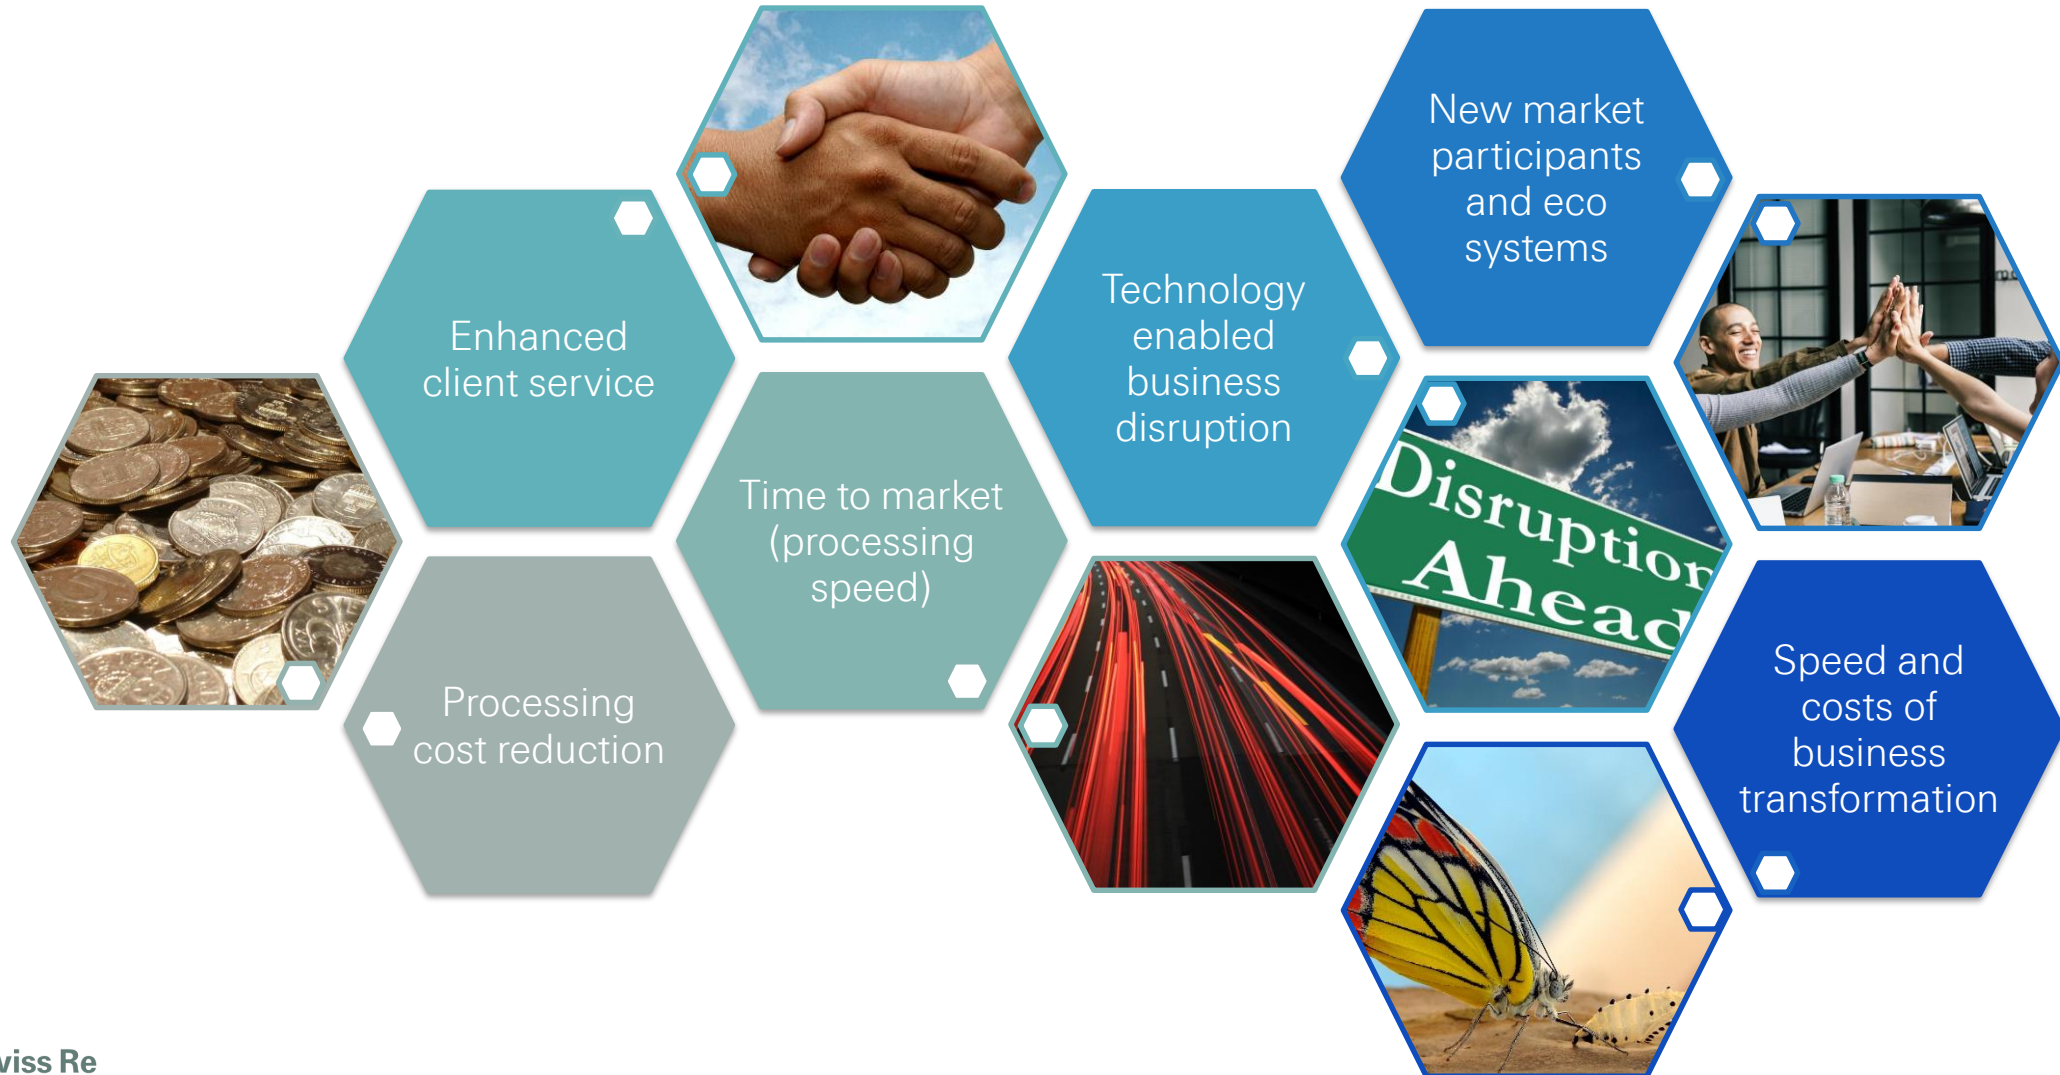 New market
participants
and eco
systems
Enhanced
client service
Technology
enabled
business
disruption
Time to market
(processing
speed)
Disruption
Ahead
Processing
cost reduction
Speed and
costs of
business
transformation
viss Re